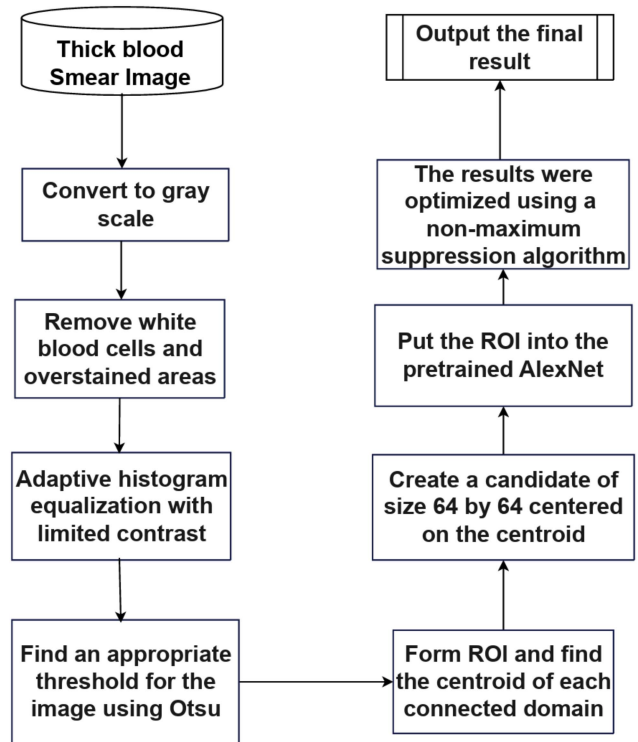 Thick blood
Smear Image
Convert to gray
scale
Remove white
blood cells and
overstained areas
Adaptive histogram
equalization with
limited contrast
Find an appropriate
threshold for the
image using Otsu
Form ROI and find
the centroid of each
connected domain
Create a candidate of
size 64 by 64 centered
on the centroid
Put the ROI into the
pretrained AlexNet
The results were
optimized using a
non-maximum
suppression algorithm
Output the final
result